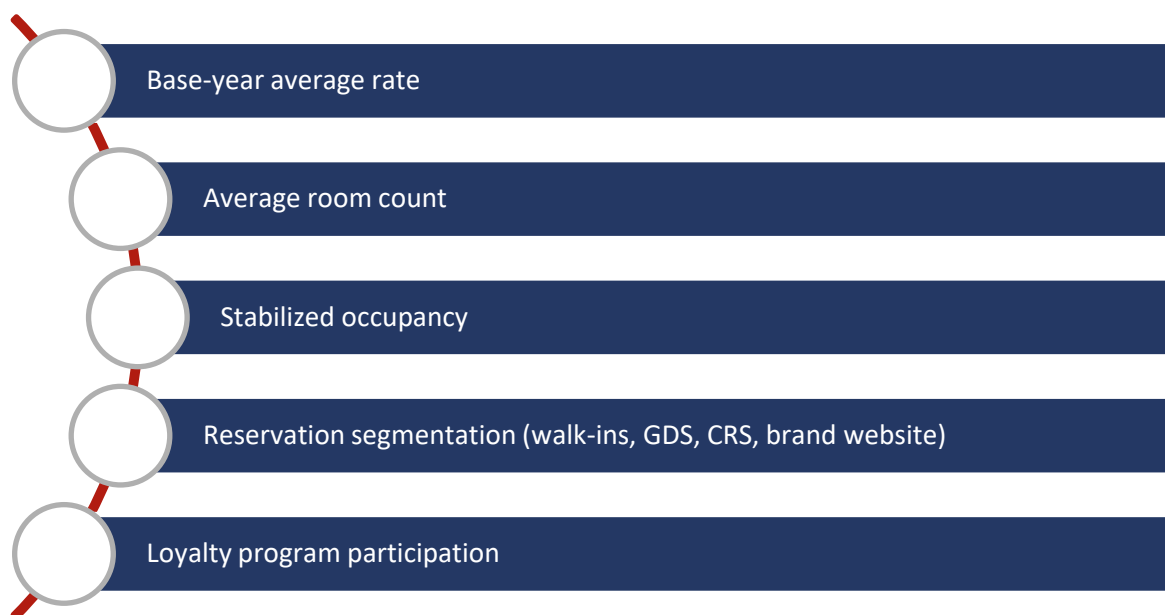 Base-year average rate
Average room count
Stabilized occupancy
Reservation segmentation (walk-ins, GDS, CRS, brand website)
Loyalty program participation